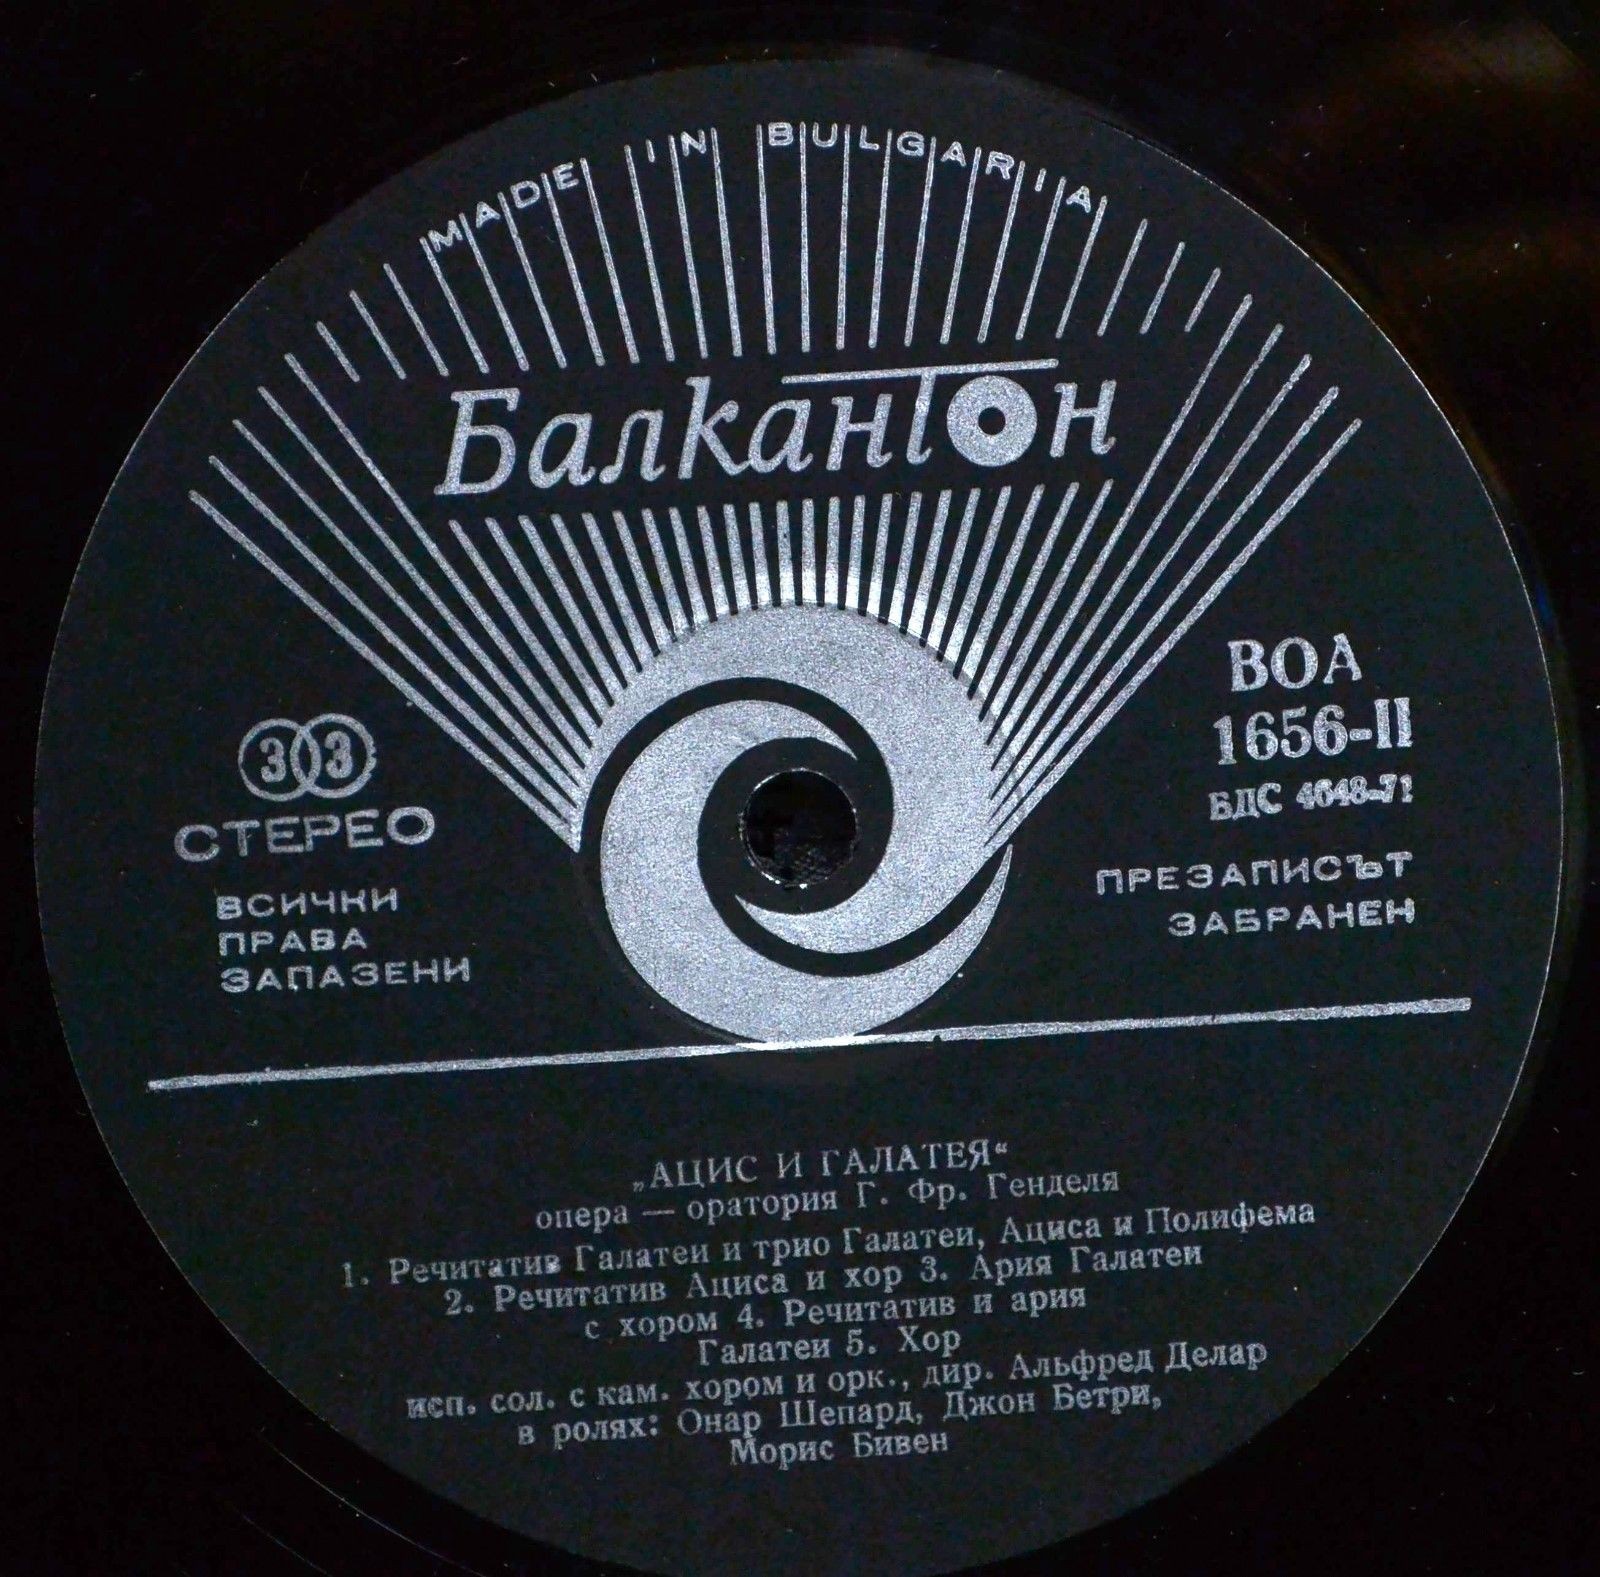 MADE IN BULGARIA
Балкантон
33
СТЕРЕО
ВСИЧКИ
ПРАВА
ЗАПАЗЕНИ
ВОА
1656-II
БДС 4648-71
ПРЕЗАПИСЪТ
ЗАБРАНЕН
„АЦИС И ГАЛАТЕЯ“
опера — оратория Г. Фр. Генделя
1. Речитатив Галатеи и трио Галатеи, Ациса и Полифема
2. Речитатив Ациса и хор 3. Ария Галатеи
с хором 4. Речитатив и ария
Галатеи 5. Хор
исп. сол. с кам. хором и орк., дир. Альфред Делар
в ролях: Онар Шепард, Джон Бетри,
Морис Бивен